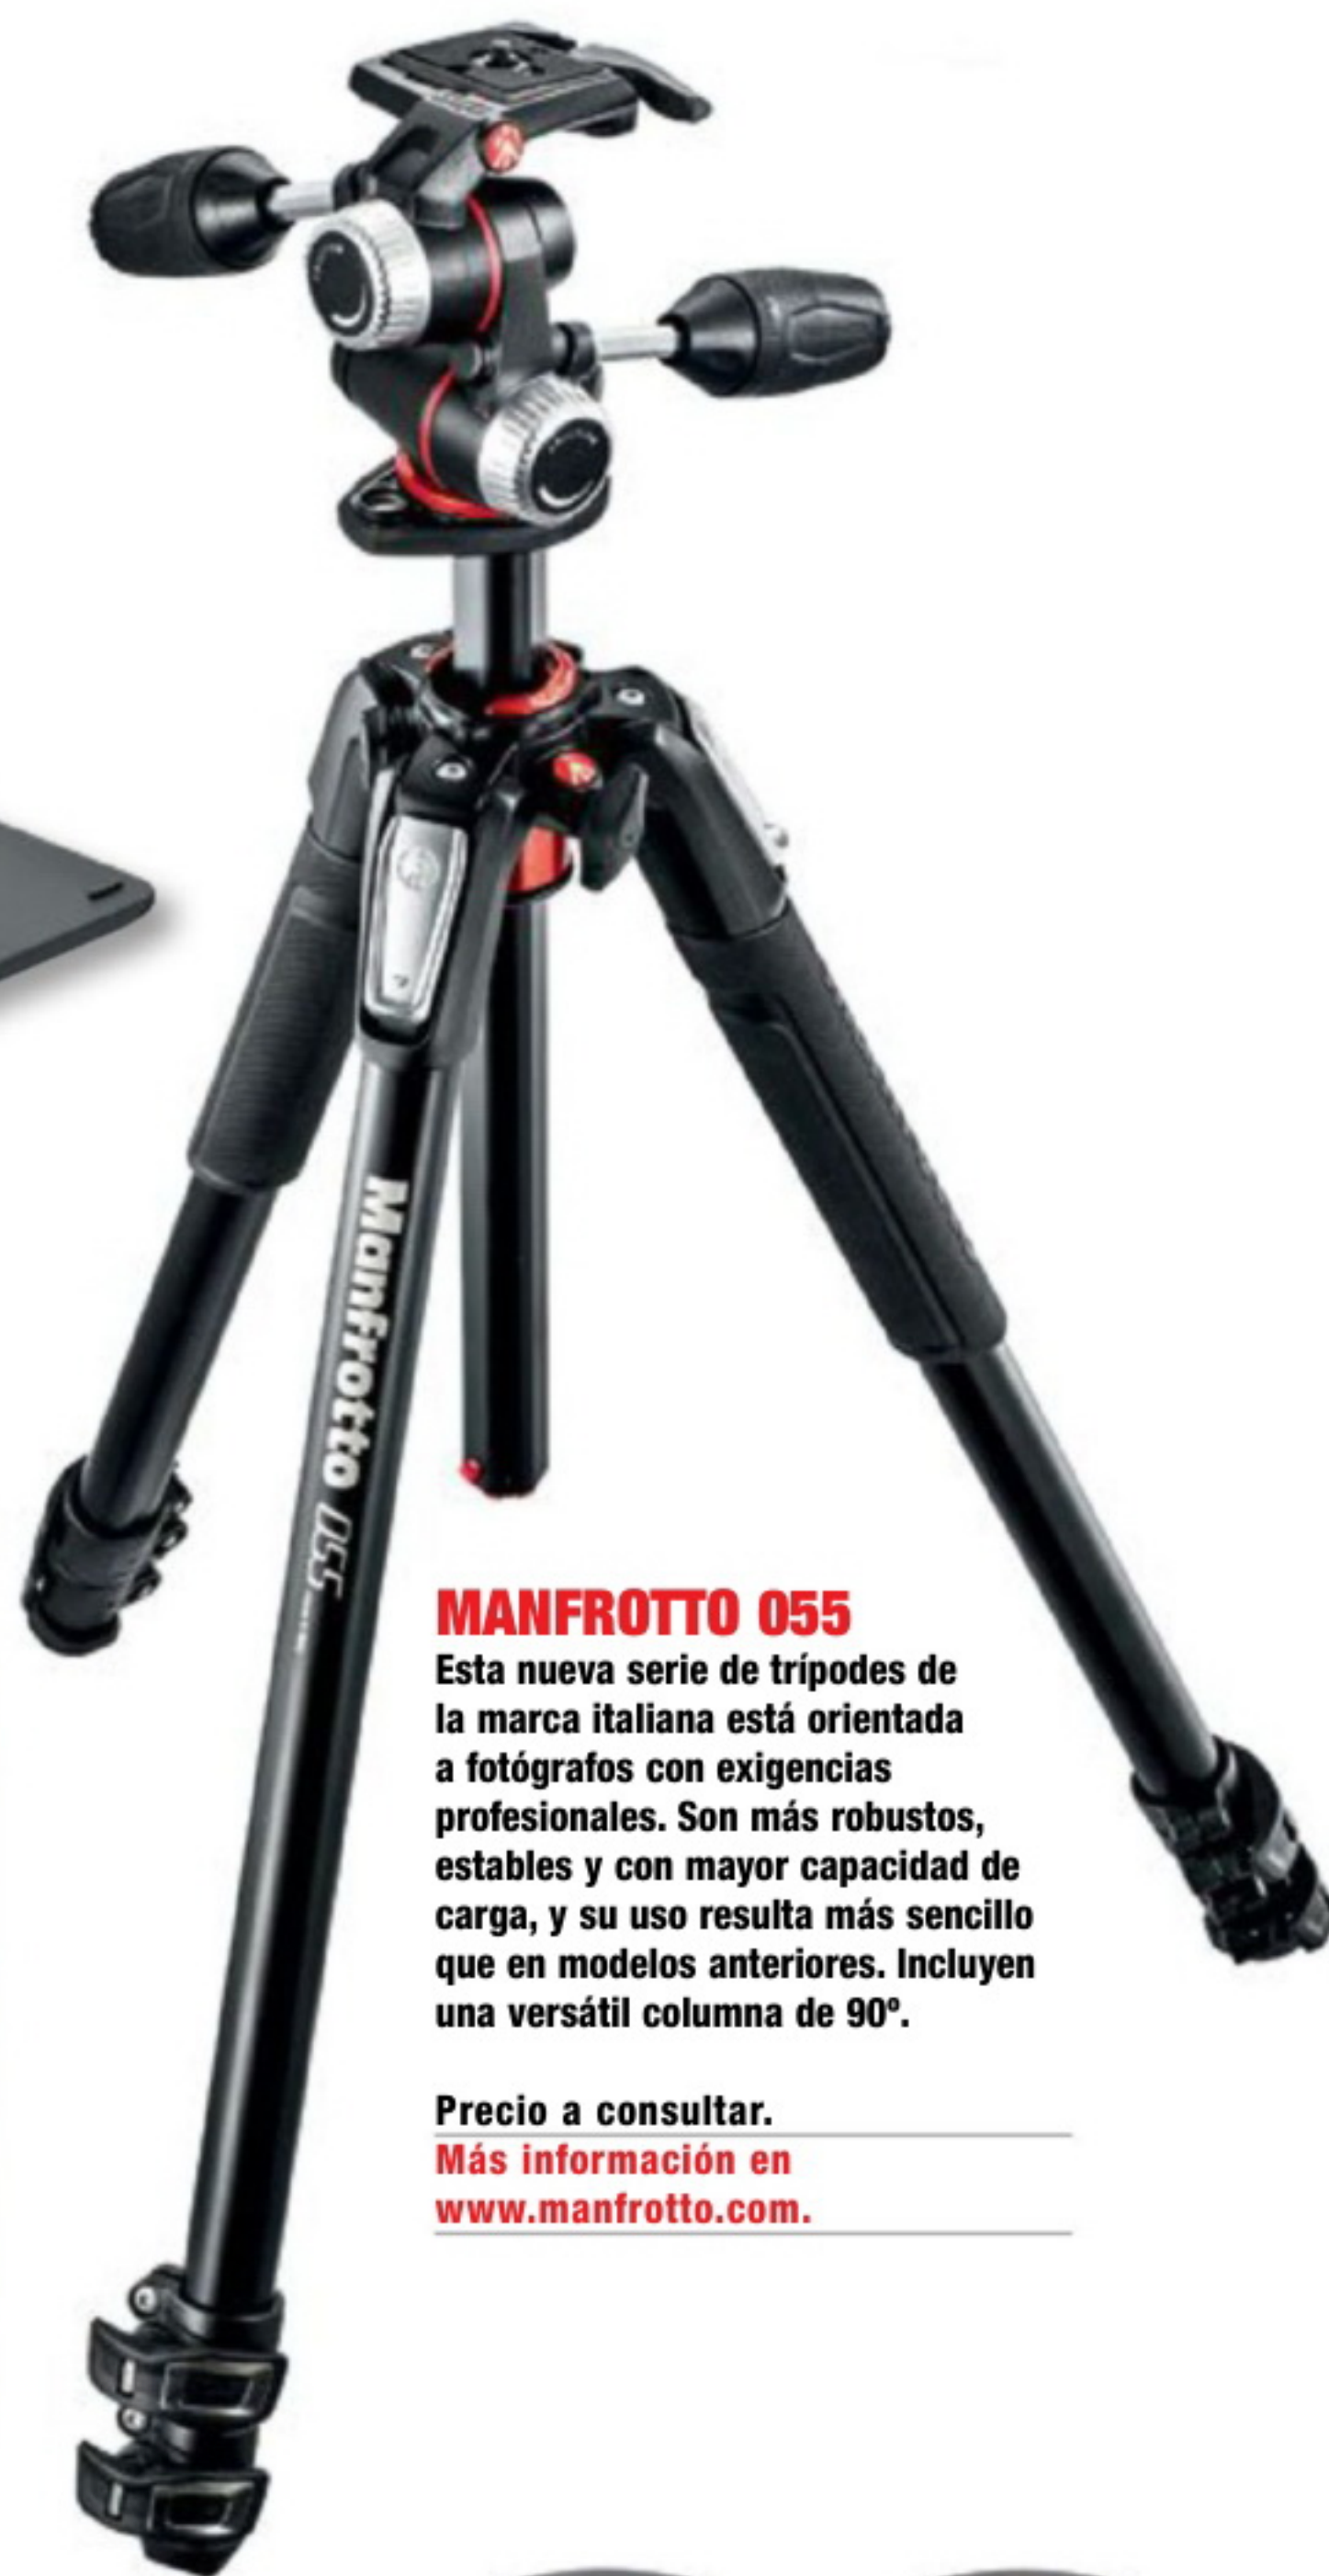 Manfrotto 055
MANFROTTO 055
Esta nueva serie de trípodes de
la marca italiana está orientada
a fotógrafos con exigencias
profesionales. Son más robustos,
estables y con mayor capacidad de
carga, y su uso resulta más sencillo
que en modelos anteriores. Incluyen
una versátil columna de 90º.
Precio a consultar.
Más información en
www.manfrotto.com.